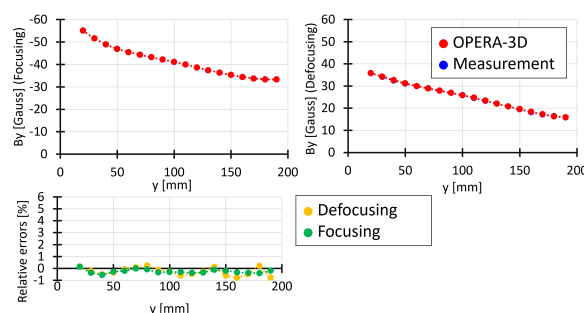 -60
-50
-40
-30
-20
-10
0
0 50 100 150 200
By [Gauss] (Focusing)
y [mm]
60
50
40
30
20
10
0
0 50 100 150 200
By [Gauss] (Defocusing)
y [mm]
OPERA-3D
Measurement
6
5
4
3
2
1
0
-1
0 50 100 150 200
Relative errors [%]
y [mm]
Defocusing
Focusing